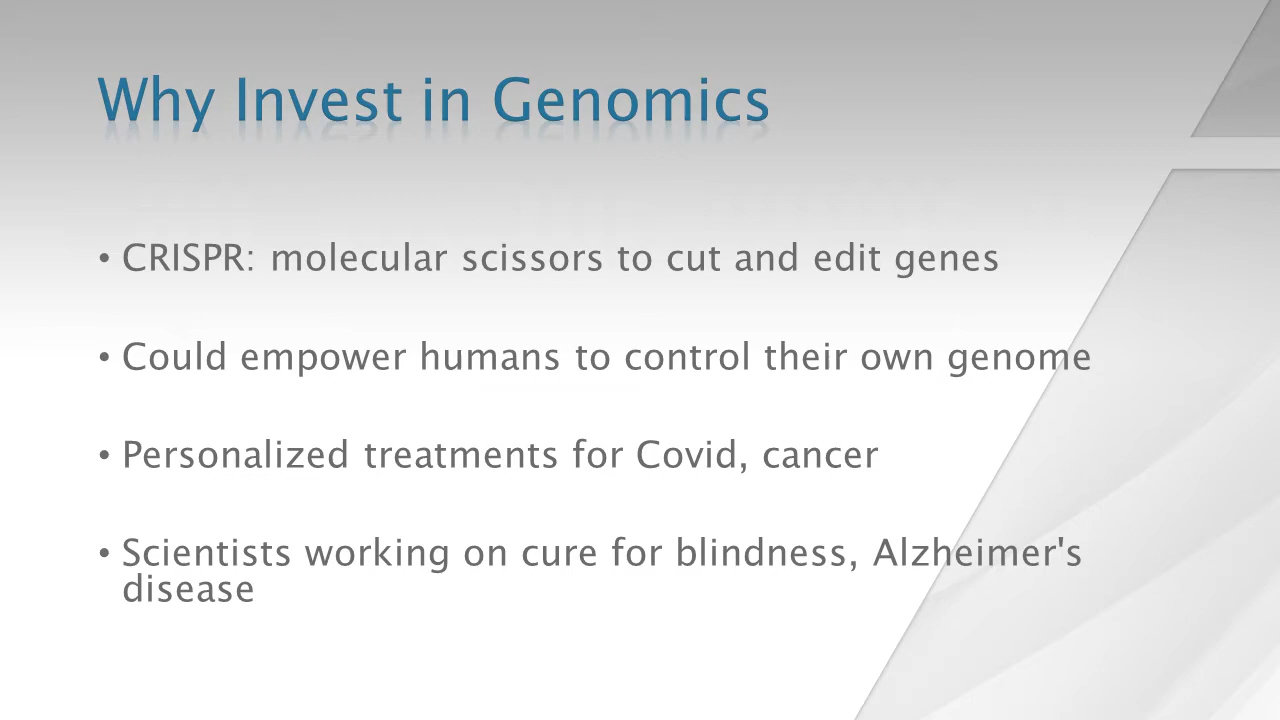 Why Invest in Genomics
• CRISPR: molecular scissors to cut and edit genes
• Could empower humans to control their own genome
• Personalized treatments for Covid, cancer
• Scientists working on cure for blindness, Alzheimer's
disease